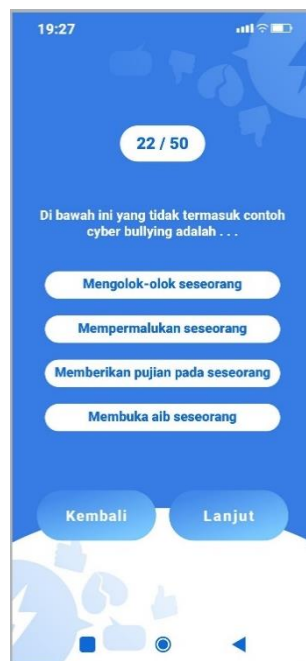 19:27
22 / 50
Di bawah ini yang tidak termasuk contoh
cyber bullying adalah . . .
Mengolok-olok seseorang
Mempermalukan seseorang
Memberikan pujian pada seseorang
Membuka aib seseorang
Kembali
Lanjut